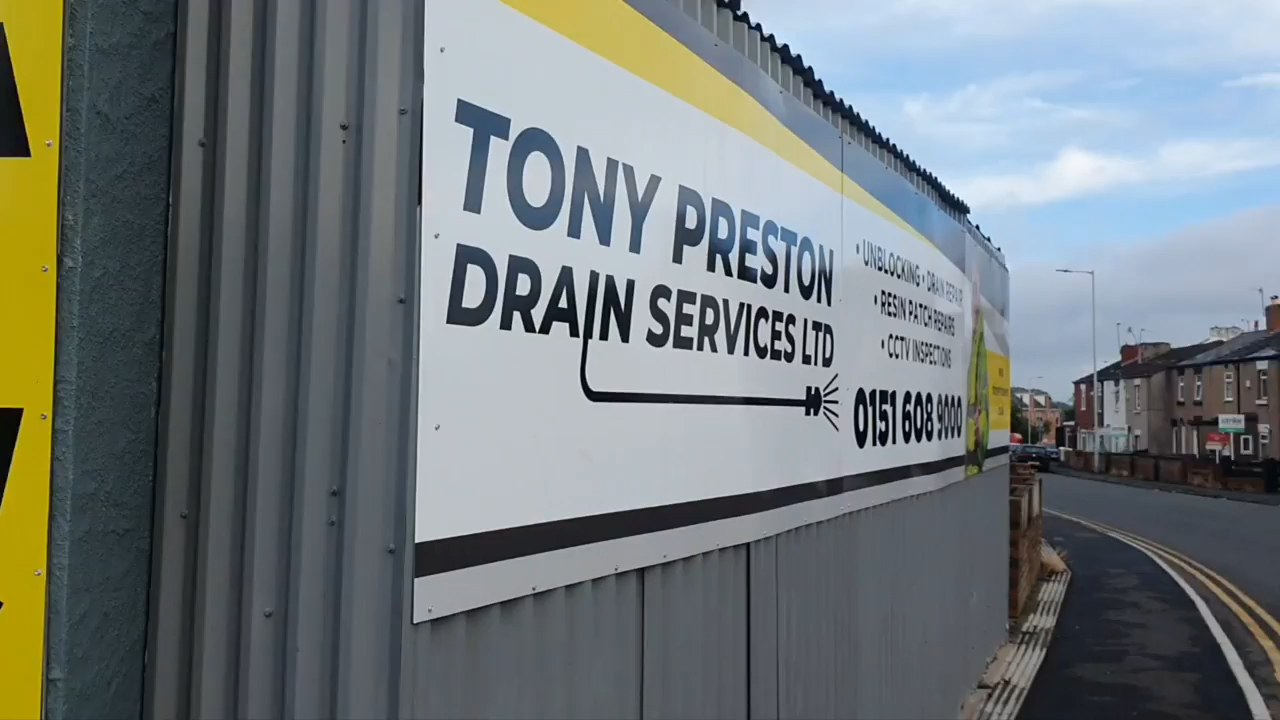 TONY PRESTON
DRAIN SERVICES LTD
• UNBLOCKING • DRAIN REPAIR
• RESIN PATCH REPAIRS
• CCTV INSPECTIONS
0151 608 9000